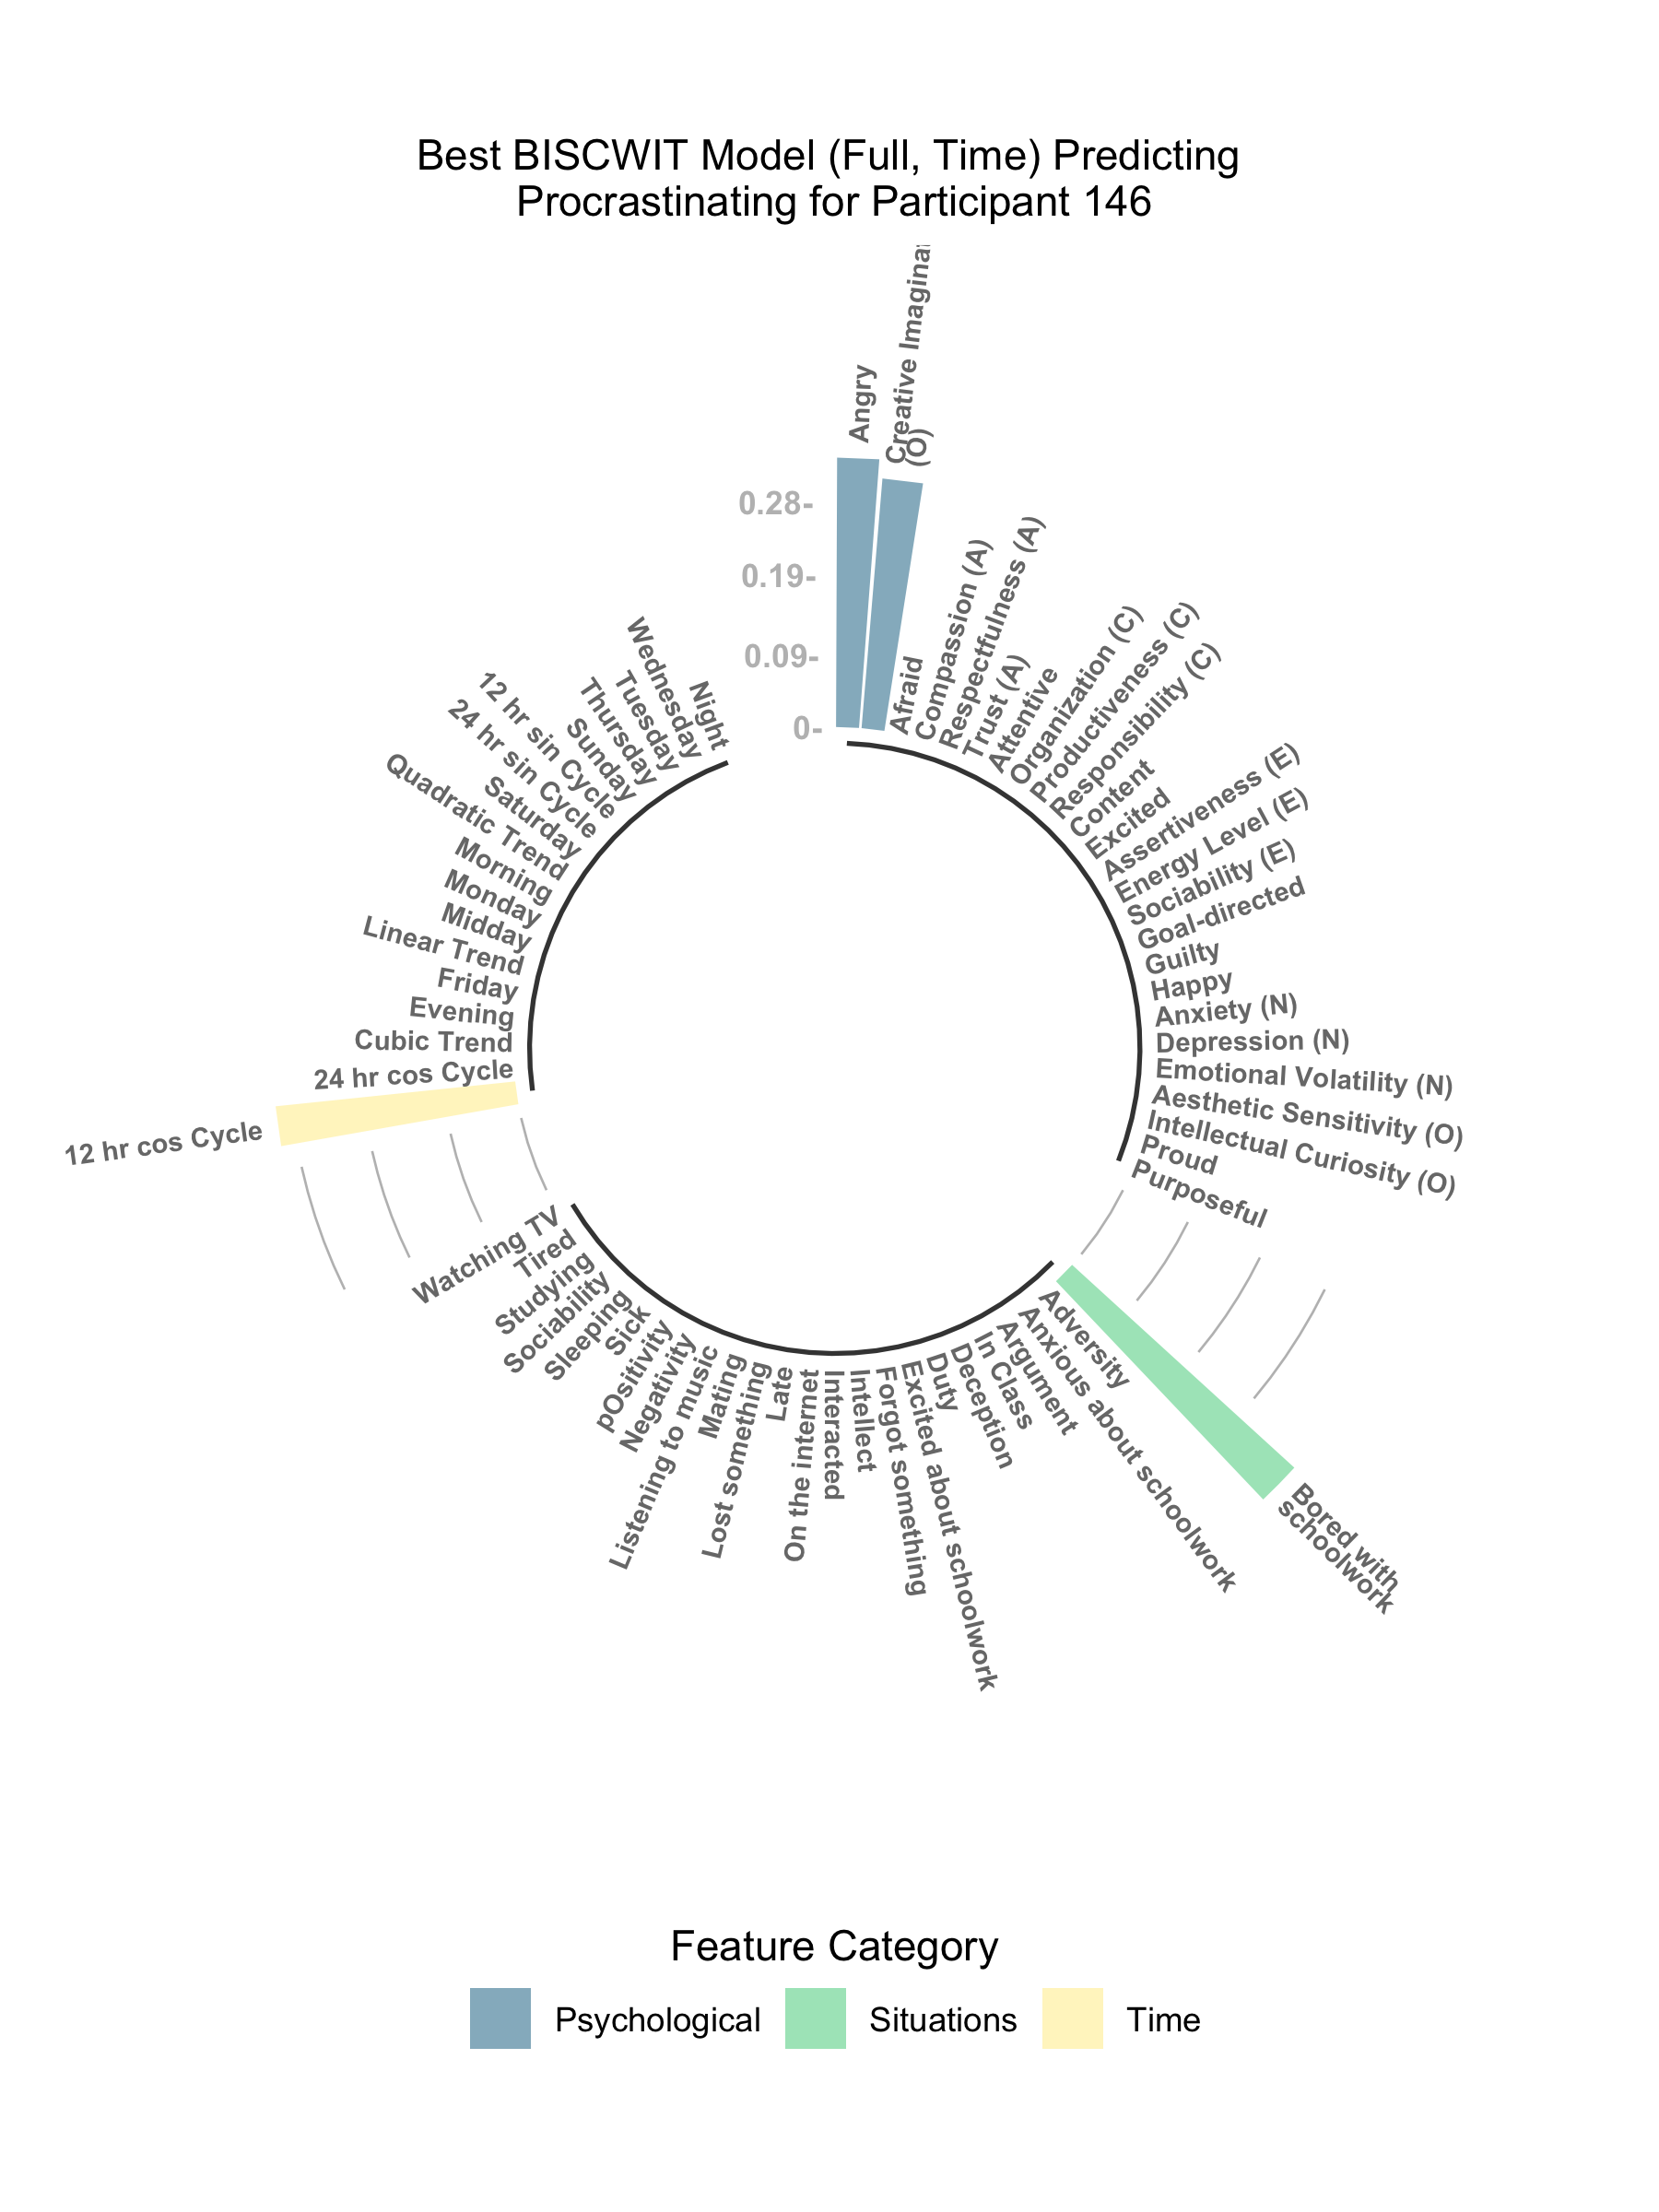 Best BISCWIT Model (Full, Time) Predicting
Procrastinating for Participant 146
0.28-
0.19-
0.09-
0-
Angry
Creative Imagina
(O)
Afraid
Compassion (A)
Respectfulness (A)
Trust (A)
Attentive
Organization (C)
Productiveness (C)
Responsibility (C)
Content
Excited
Assertiveness (E)
Energy Level (E)
Sociability (E)
Goal-directed
Guilty
Happy
Anxiety (N)
Depression (N)
Emotional Volatility (N)
Aesthetic Sensitivity (O)
Intellectual Curiosity (O)
Proud
Purposeful
Bored with
schoolwork
Adversity
Anxious about schoolwork
Argument
In Class
Deception
Duty
Excited about schoolwork
Forgot something
Intellect
Interacted
On the internet
Late
Lost something
Mating
Listening to music
Negativity
pOsitivity
Sick
Sleeping
Sociability
Studying
Tired
Watching TV
12 hr cos Cycle
24 hr cos Cycle
Cubic Trend
Evening
Friday
Linear Trend
Midday
Monday
Morning
Quadratic Trend
Saturday
24 hr sin Cycle
12 hr sin Cycle
Sunday
Thursday
Tuesday
Wednesday
Night
Feature Category
Psychological
Situations
Time